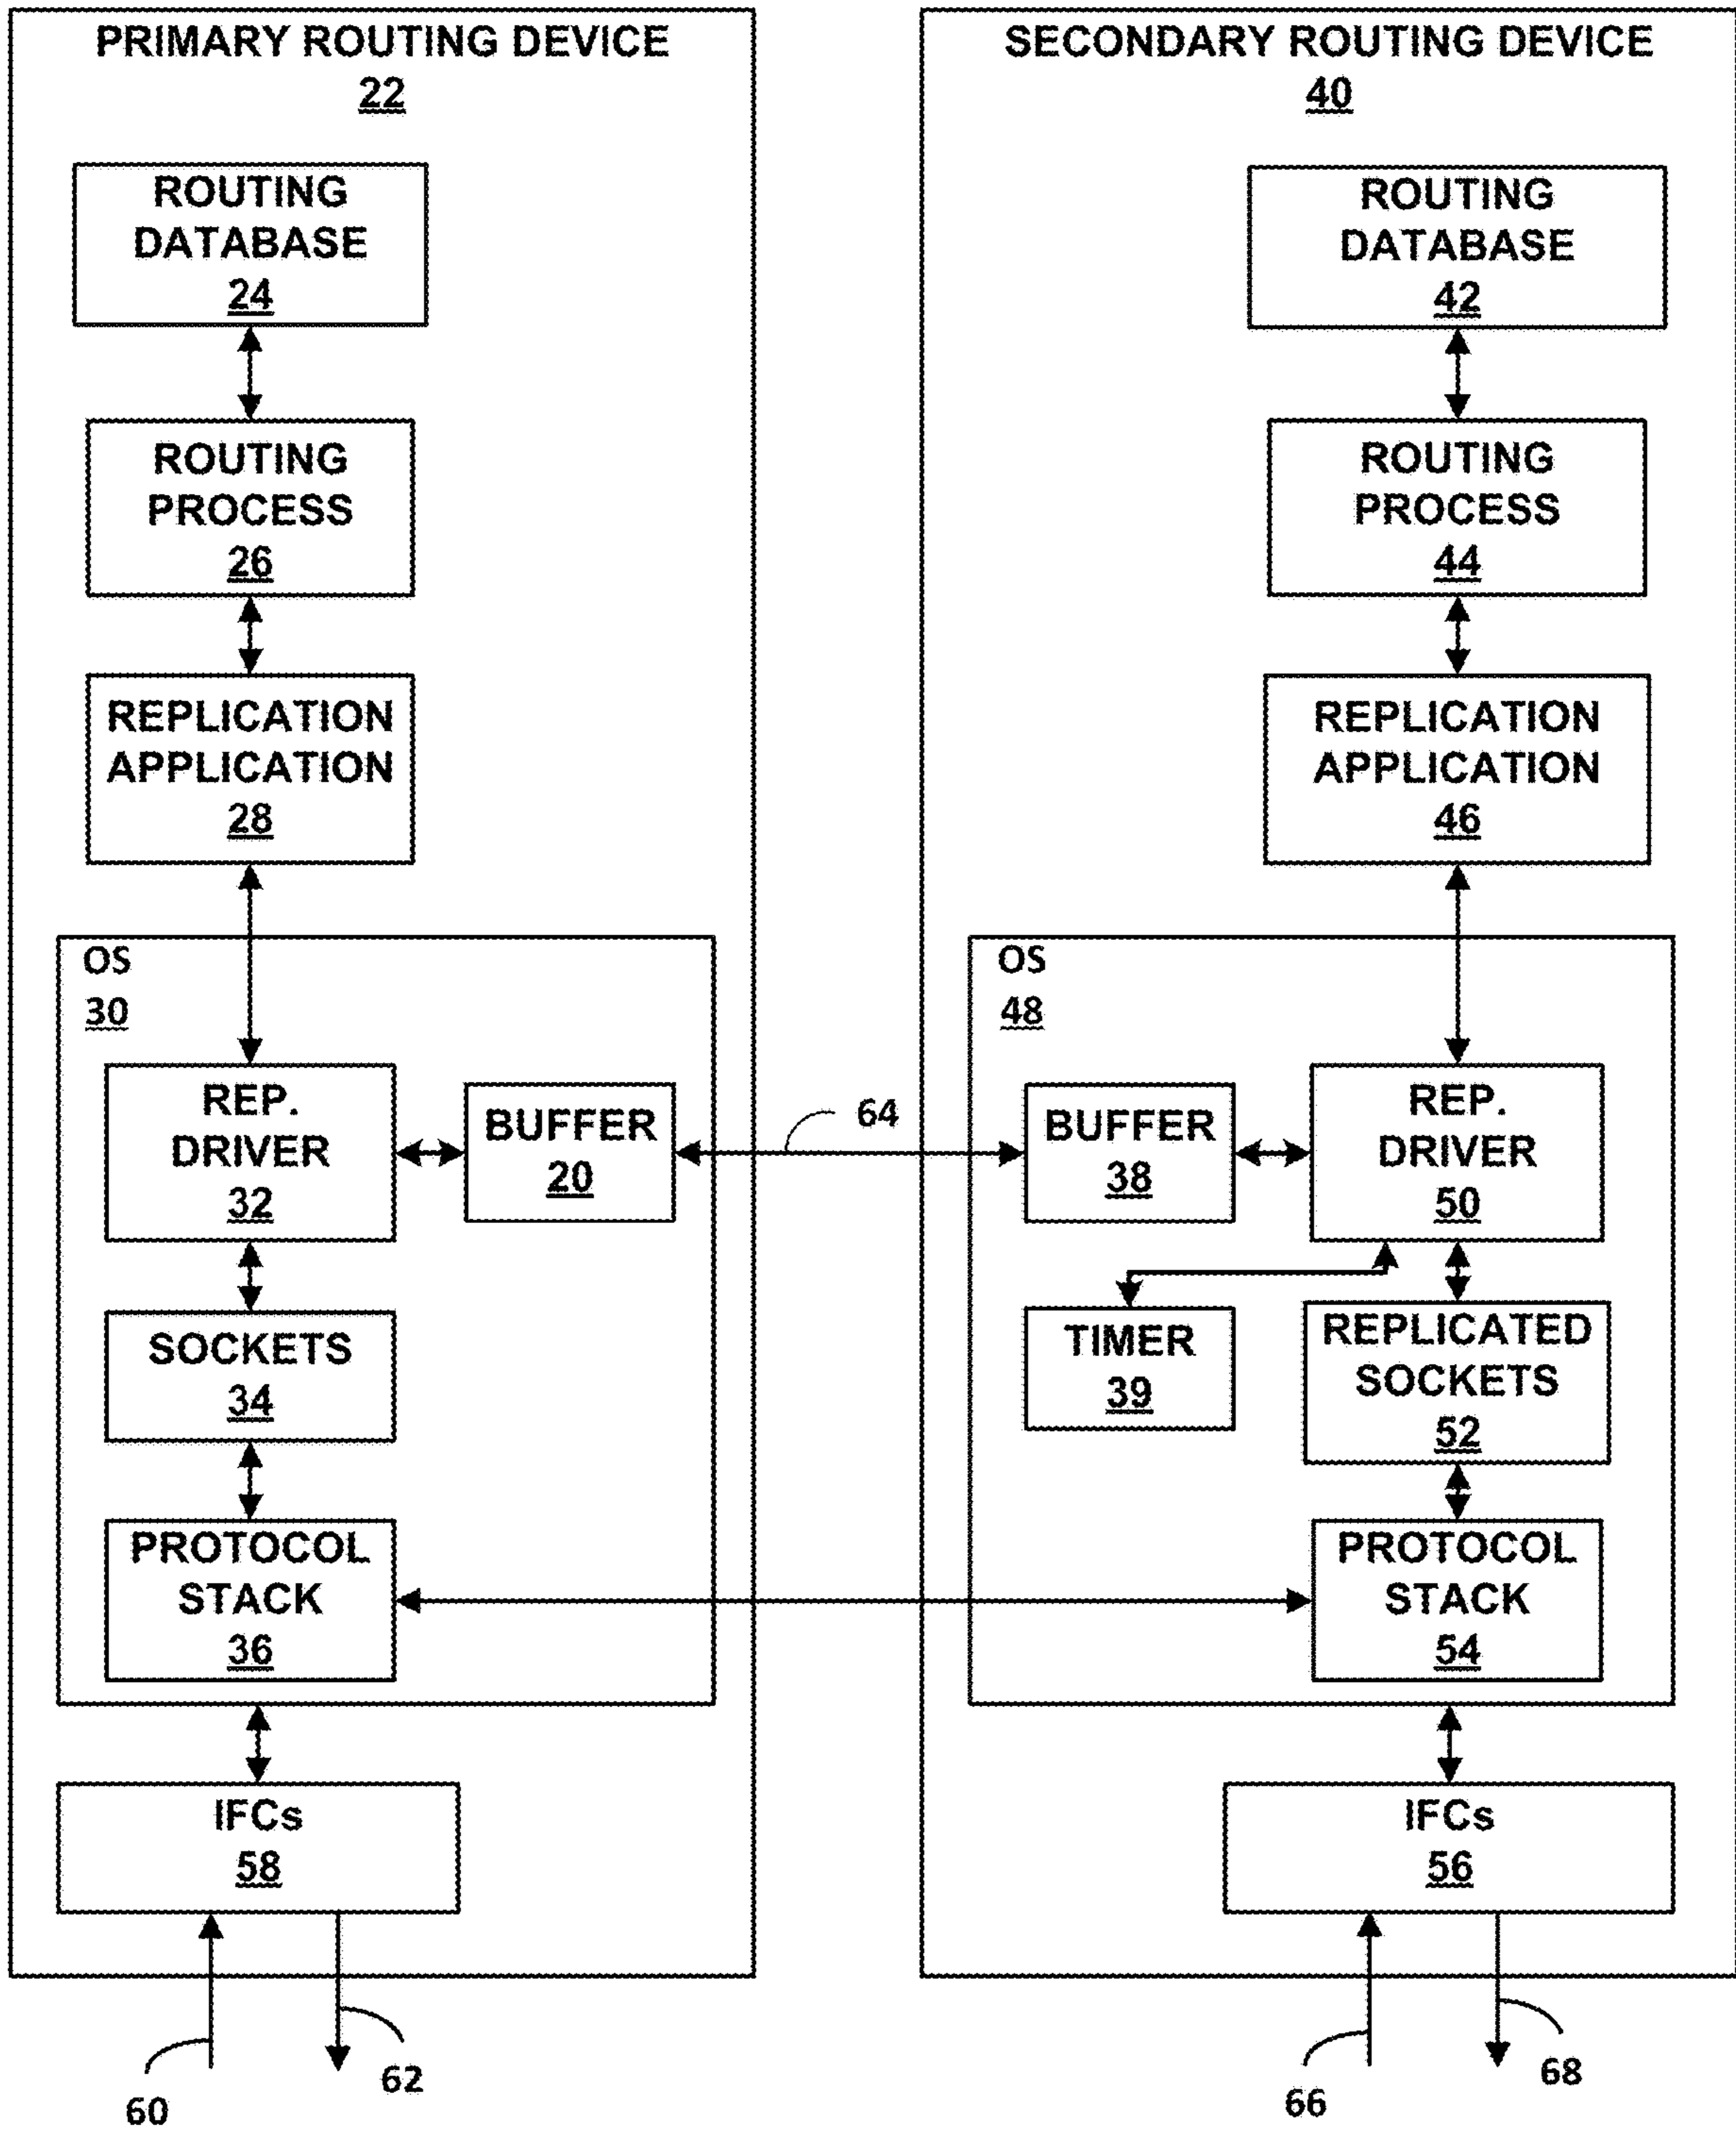 PRIMARY ROUTING DEVICE
22
ROUTING
DATABASE
24
ROUTING
PROCESS
26
REPLICATION
APPLICATION
28
OS
30
REP.
DRIVER
32
BUFFER
20
SOCKETS
34
PROTOCOL
STACK
36
IFCs
58
60
62
64
SECONDARY ROUTING DEVICE
40
ROUTING
DATABASE
42
ROUTING
PROCESS
44
REPLICATION
APPLICATION
46
OS
48
BUFFER
38
REP.
DRIVER
50
TIMER
39
REPLICATED
SOCKETS
52
PROTOCOL
STACK
54
IFCs
56
66
68